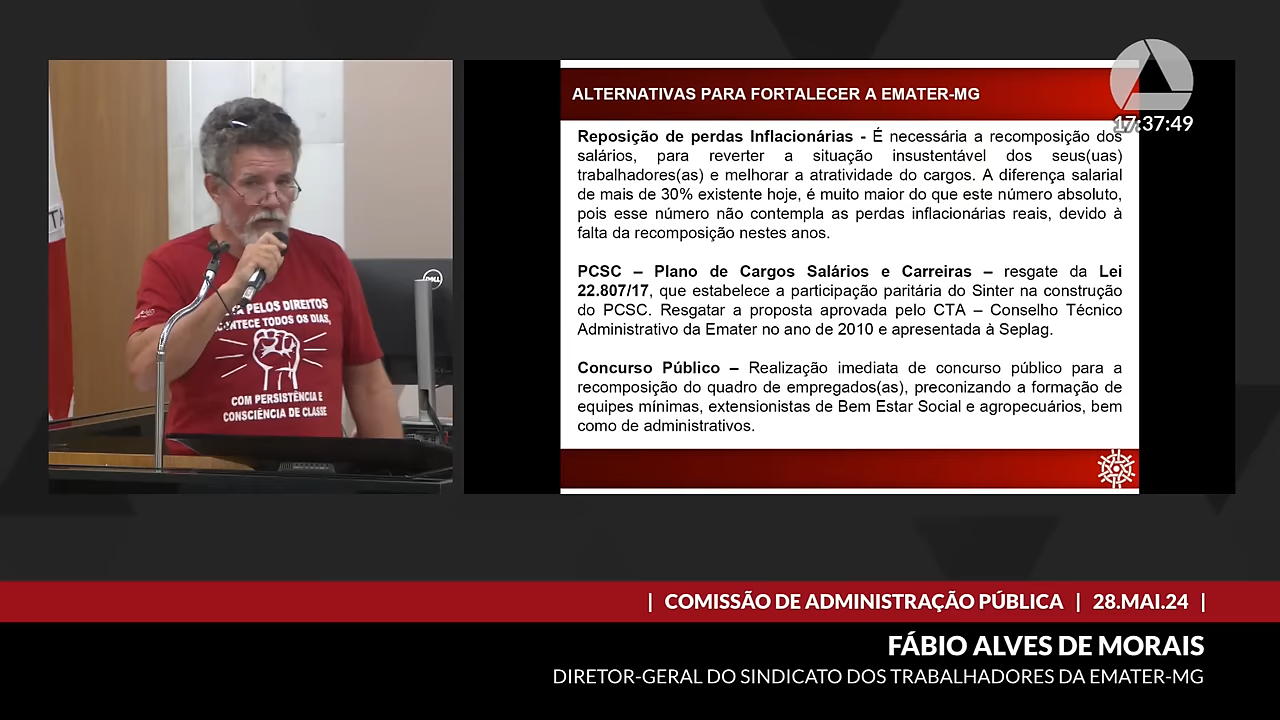 ALTERNATIVAS PARA FORTALECER A EMATER-MG
17:37:49
Reposição de perdas Inflacionárias - É necessária a recomposição dos
salários, para reverter a situação insustentável dos seus(uas)
trabalhadores(as) e melhorar a atratividade do cargos. A diferença salarial
de mais de 30% existente hoje, é muito maior do que este número absoluto,
pois esse número não contempla as perdas inflacionárias reais, devido à
falta da recomposição nestes anos.
PCSC – Plano de Cargos Salários e Carreiras – resgate da Lei
22.807/17, que estabelece a participação paritária do Sinter na construção
do PCSC. Resgatar a proposta aprovada pelo CTA – Conselho Técnico
Administrativo da Emater no ano de 2010 e apresentada à Seplag.
Concurso Público – Realização imediata de concurso público para a
recomposição do quadro de empregados(as), preconizando a formação de
equipes mínimas, extensionistas de Bem Estar Social e agropecuários, bem
como de administrativos.
DELL
PELOS DIREITOS
TODOS OS DIAS,
COM PERSISTÊNCIA E
CONSCIÊNCIA DE CLASSE
| COMISSÃO DE ADMINISTRAÇÃO PÚBLICA | 28.MAI.24 |
FÁBIO ALVES DE MORAIS
DIRETOR-GERAL DO SINDICATO DOS TRABALHADORES DA EMATER-MG